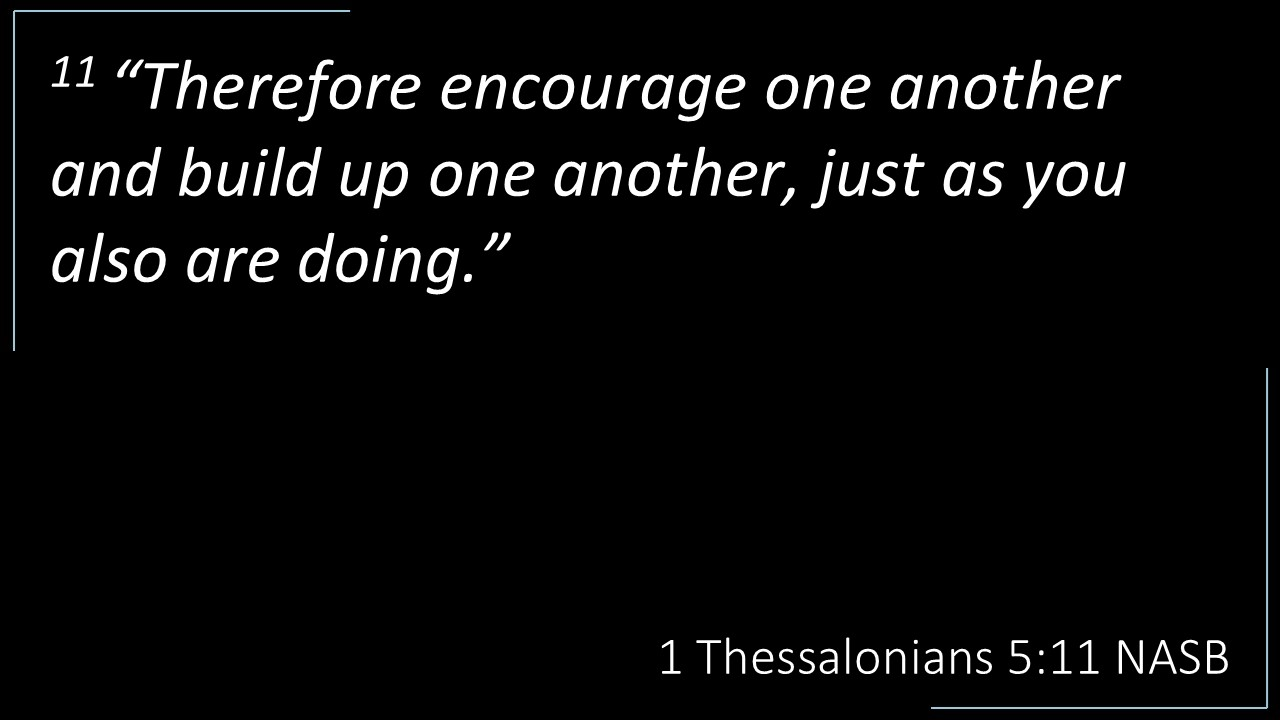 11 “Therefore encourage one another
and build up one another, just as you
also are doing.”
1 Thessalonians 5:11 NASB